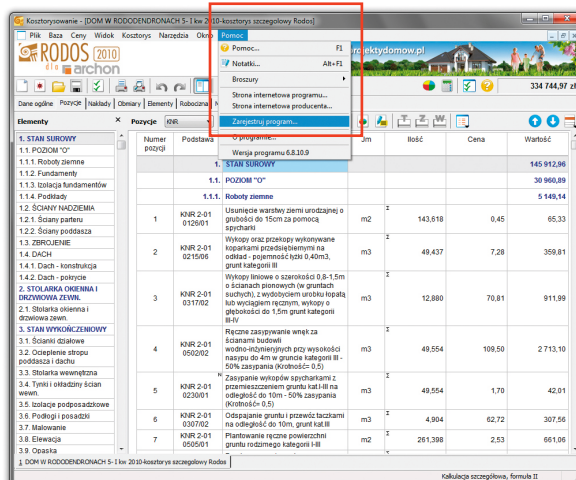 Kosztorysowanie - [DOM W RODODENDRONACH 5- I kw 2010-kosztorys szczegolowy Rodos]
Plik Baza Ceny Widok Kosztorys Narzędzia Okno Pomoc
RODOS 2010
dla archon
projektydomow.pl
Pomoc... F1
Notatki... Alt+F1
Broszury
Strona internetowa programu...
Strona internetowa producenta...
Zarejestruj program...
O programie...
Wersja programu 6.8.10.9
334 744,97 zł
Dane ogólne Pozycje Nakłady Obmiary Elementy Robocizna
Elementy × Pozycje KNR
Numer pozycji Podstawa Jm Ilość Cena Wartość
1. STAN SUROWY
1.1. POZIOM "O"
1.1.1. Roboty ziemne
1.1.2. Fundamenty
1.1.3. Izolacja fundamentów
1.1.4. Podkłady
1.2. ŚCIANY NADZIEMIA
1.2.1. Ściany parteru
1.2.2. Ściany poddasza
1.3. ZBROJENIE
1.4. DACH
1.4.1. Dach - konstrukcja
1.4.2. Dach - pokrycie
2. STOLARKA OKIENNA I
DRZWIOWA ZEWN.
2.1. Stolarka okienna i
drzwiowa zewn.
3. STAN WYKOŃCZENIOWY
3.1. Ścianki działowe
3.2. Ocieplenie stropu
poddasza i dachu
3.3. Stolarka wewnętrzna
3.4. Tynki i okładziny ścian
wewn.
3.5. Izolacje podposadzkowe
3.6. Podłogi i posadzki
3.7. Malowanie
3.8. Elewacja
3.9. Opaska
1. STAN SUROWY 145 912,96
1.1. POZIOM "O" 30 960,89
1.1.1. Roboty ziemne 5 149,14
1 KNR 2-01 0126/01 Usunięcie warstwy ziemi urodzajnej o
grubości do 15cm za pomocą
spycharki m2 Σ 143,618 0,45 65,33
2 KNR 2-01 0215/06 Wykopy oraz przekopy wykonywane
koparkami przedsiębiernymi na
odkład - pojemność łyżki 0,40m3,
grunt kategorii III m3 Σ 49,437 7,28 359,81
3 KNR 2-01 0317/02 Wykopy liniowe o szerokości 0,8-1,5m
o ścianach pionowych (w gruntach
suchych), z wydobyciem urobku łopatą
lub wyciągiem ręcznym, wykopy o
głębokości do 1,5m grunt kategorii
III-IV m3 Σ 12,880 70,81 911,99
4 KNR 2-01 0502/02 Ręczne zasypywanie wnęk za
ścianami budowli
wodno-inżynieryjnych przy wysokości
nasypu do 4m w gruncie kategorii III -
50% zasypania (Krotność= 0,5) m3 Σ 49,554 109,50 2 713,10
5 N KNR 2-01 0230/01 Zasypanie wykopów spycharkami z
przemieszczeniem gruntu kat.I-III na
odległość do 10m - 50% zasypania
(Krotność= 0,5) m3 Σ 49,554 1,70 42,01
6 KNR 2-01 0307/02 Odspajanie gruntu i przewóz taczkami
na odległość do 10m, grunt kat.III m3 Σ 4,904 62,72 307,56
7 KNR 2-01 0505/01 Plantowanie ręczne powierzchni
gruntu rodzimego kategorii I-III m2 Σ 261,398 2,53 661,06
1 DOM W RODODENDRONACH 5- I kw 2010-kosztorys szczegolowy Rodos
Kalkulacja szczegółowa, formuła II